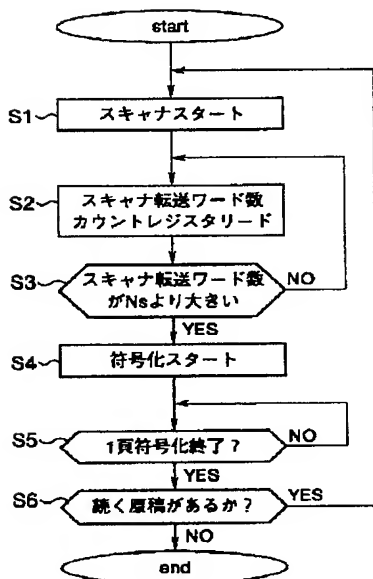 start
S1 スキャナスタート
S2 スキャナ転送ワード数
カウントレジスタリード
S3 スキャナ転送ワード数 NO
がNsより大きい
YES
S4 符号化スタート
S5 1頁符号化終了? NO
YES
S6 続く原稿があるか? YES
NO
end